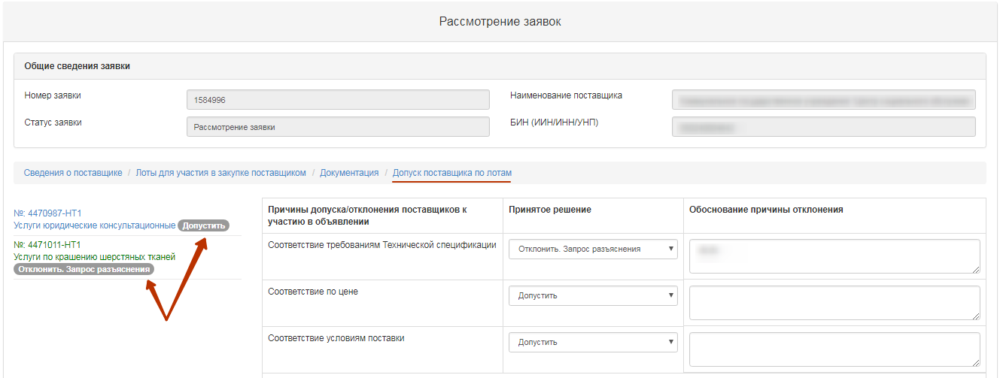 Рассмотрение заявок
Общие сведения заявки
Номер заявки
1584996
Наименование поставщика
Статус заявки
Рассмотрение заявки
БИН (ИИН/ИНН/УНП)
Сведения о поставщике / Лоты для участия в закупке поставщиком / Документация / Допуск поставщика по лотам
№: 4470987-НТ1
Услуги юридические консультационные Допустить
№: 4471011-НТ1
Услуги по крашению шерстяных тканей
Отклонить. Запрос разъяснения
Причины допуска/отклонения поставщиков к
участию в объявлении
Принятое решение
Обоснование причины отклонения
Соответствие требованиям Технической спецификации
Отклонить. Запрос разъяснения
Соответствие по цене
Допустить
Соответствие условиям поставки
Допустить